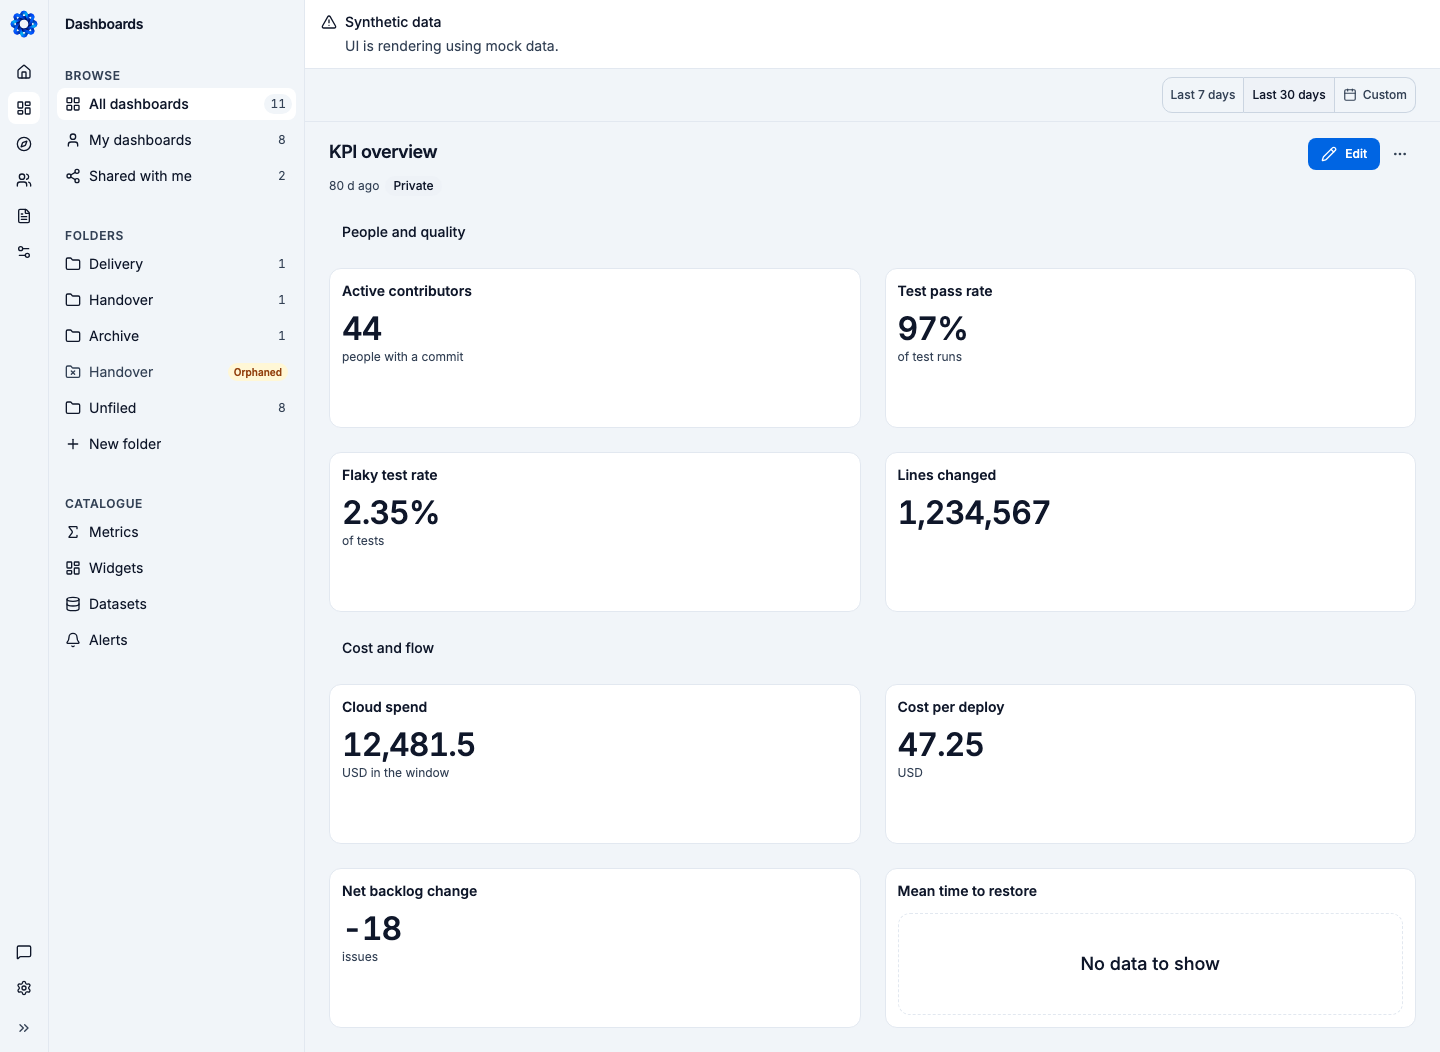 Dashboards
BROWSE
All dashboards 11
My dashboards 8
Shared with me 2
FOLDERS
Delivery 1
Handover 1
Archive 1
Handover Orphaned
Unfiled 8
New folder
CATALOGUE
Metrics
Widgets
Datasets
Alerts
Synthetic data
UI is rendering using mock data.
Last 7 days Last 30 days Custom
KPI overview
Edit
80 d ago Private
People and quality
Active contributors
44
people with a commit
Test pass rate
97%
of test runs
Flaky test rate
2.35%
of tests
Lines changed
1,234,567
Cost and flow
Cloud spend
12,481.5
USD in the window
Cost per deploy
47.25
USD
Net backlog change
-18
issues
Mean time to restore
No data to show